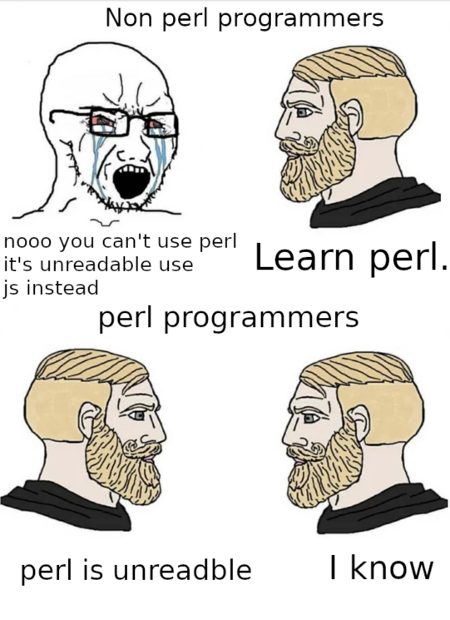 Non perl programmers
nooo you can't use perl
it's unreadable use
js instead
Learn perl.
perl programmers
perl is unreadble
I know